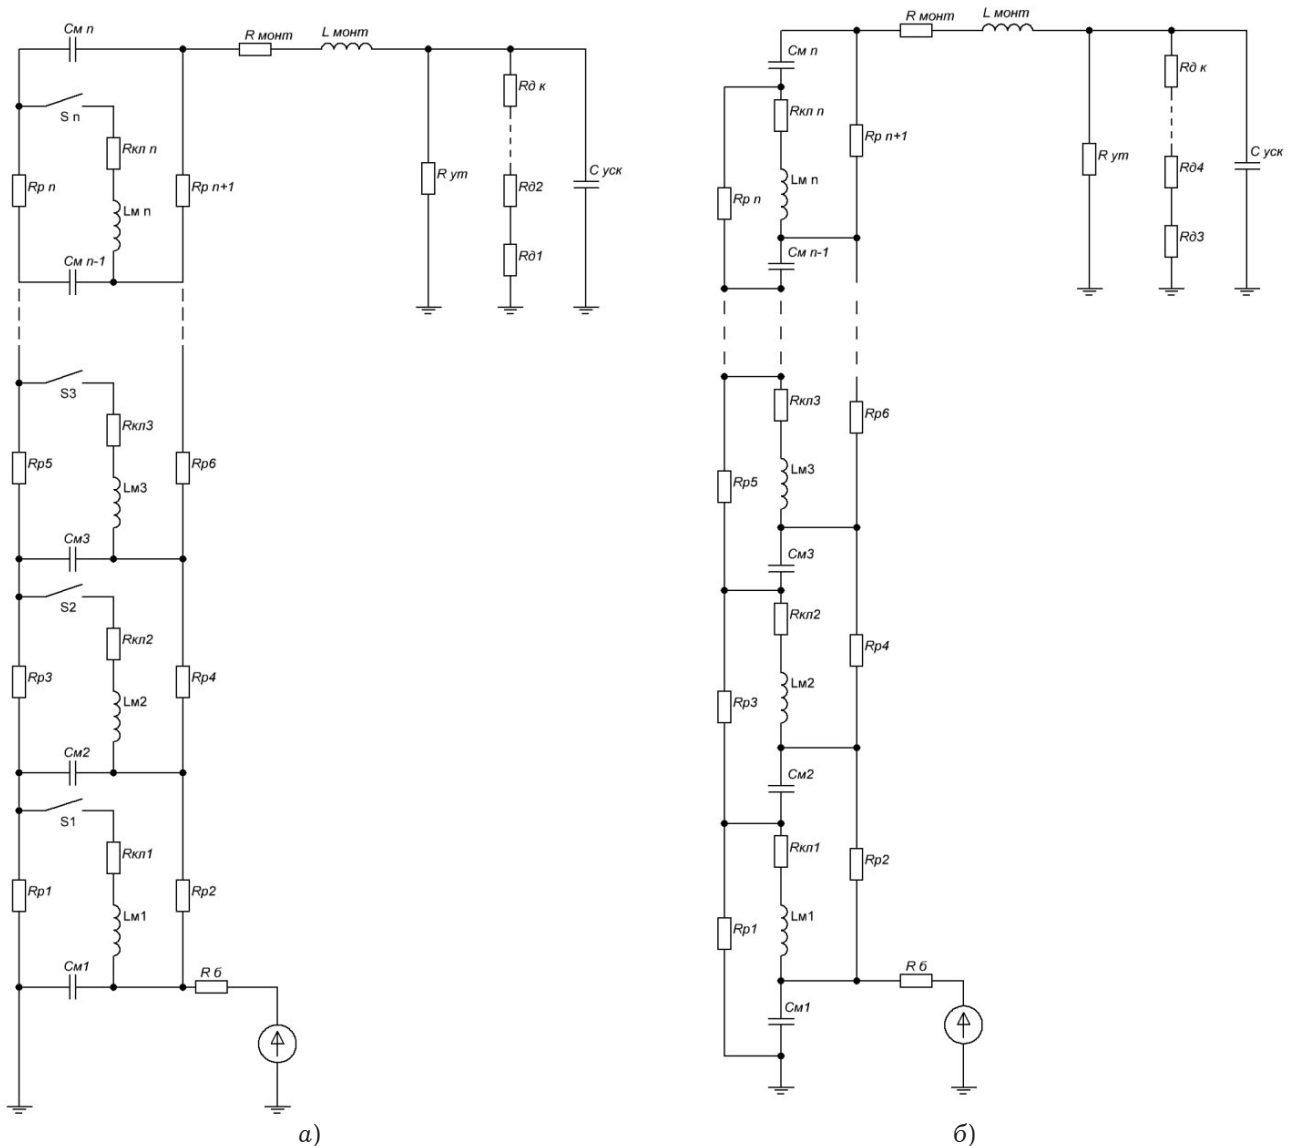 См n
R монт
L монт
S n
Rкл n
Rд к
Rр n
Lм n
Rр n+1
R ут
Rд2
С уск
См n-1
Rд1
S3
Rкл3
Rр5
Lм3
Rр6
См3
S2
Rкл2
Rр3
Lм2
Rр4
См2
S1
Rкл1
Rр1
Lм1
Rр2
См1
R б
а)
См n
R монт
L монт
Rкл n
Rд к
Rр n+1
R ут
Rд4
С уск
Lм n
Rр n
Rд3
См n-1
Rкл3
Rр6
Lм3
Rр5
См3
Rкл2
Rр4
Lм2
Rр3
См2
Rкл1
Rр2
Lм1
Rр1
R б
См1
б)